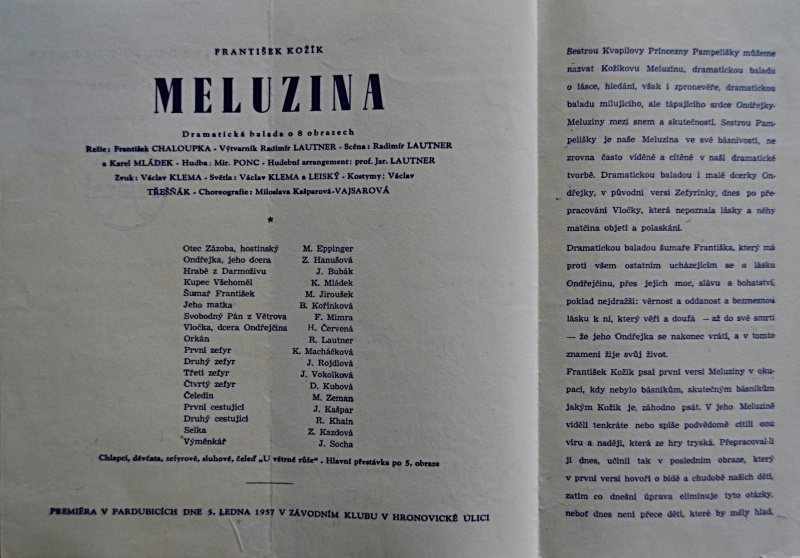 FRANTIŠEK KOŽÍK
MELUZINA
Dramatická balada o 8 obrazech
Režie: František CHALOUPKA - Výtvarník Radimír LAUTNER - Scéna: Radimír LAUTNER
a Karel MLÁDEK - Hudba: Mir. PONC - Hudební arrangement: prof. Jar. LAUTNER
Zvuk: Václav KLEMA - Světla: Václav KLEMA a LEISKÝ - Kostymy: Václav
TŘEŠŇÁK - Choreografie: Miloslava Kašparová-VAJSAROVÁ
*
Otec Zázoba, hostinský M. Eppinger
Ondřejka, jeho dcera Z. Hanušová
Hrabě z Darmoživu J. Bubák
Kupec Všehoměl K. Mládek
Šumař František M. Jiroušek
Jeho matka B. Kořínková
Svobodný Pán z Větrova F. Mimra
Vločka, dcera Ondřejčina H. Červená
Orkán R. Lautner
První zefyr K. Macháčková
Druhý zefyr J. Rojdlová
Třetí zefyr J. Vokolková
Čtvrtý zefyr D. Kubová
Čeledín M. Zeman
První cestující J. Kašpar
Druhý cestující R. Khain
Selka Z. Kazdová
Výměnkář J. Socha
Chlapci, děvčata, zefyrové, sluhové, čeleď „U větrné růže". Hlavní přestávka po 5. obraze
PREMIÉRA V PARDUBICÍCH DNE 5. LEDNA 1957 V ZÁVODNÍM KLUBU V HRONOVICKÉ ULICI
Sestrou Kvapilovy Princezny Pampelišky můžeme
nazvat Kožíkovu Meluzinu, dramatickou baladu
o lásce, hledání, však i zpronevěře, dramatickou
baladu milujícího, ale tápajícího srdce Ondřejky-
Meluziny mezi snem a skutečností. Sestrou Pam-
pelišky je naše Meluzina ve své básnivosti, ne
zrovna často viděné a cítěné v naší dramatické
tvorbě. Dramatickou baladou i malé dcerky On-
dřejky, v původní versi Zefyrinky, dnes po pře-
pracování Vločky, která nepoznala lásky a něhy
matčina objetí a polaskání.
Dramatickou baladou šumaře Františka, který má
proti všem ostatním ucházejícím se o lásku
Ondřejčinu, přes jejich moc, slávu a bohatství,
poklad nejdražší: věrnost a oddanost a bezmeznou
lásku k ní, který věří a doufá — až do své smrti
— že jeho Ondřejka se nakonec vrátí, a v tomto
znamení žije svůj život.
František Kožík psal první versi Meluziny v oku-
paci, kdy nebylo básníkům, skutečným básníkům
jakým Kožík je, záhodno psát. V jeho Meluzině
viděli tenkráte nebo spíše podvědomě cítili onu
víru a naději, která ze hry tryská. Přepracoval-li
ji dnes, učinil tak v posledním obraze, který
v první versi hovoří o bídě a chudobě našich dětí,
zatím co dnešní úprava eliminuje tyto otázky,
neboť dnes není přece dětí, které by měly hlad.